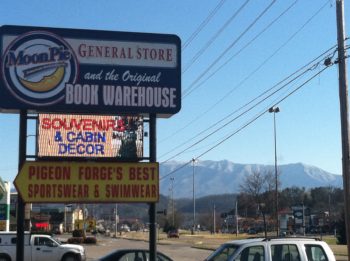 MoonPie
GENERAL STORE
and the Original
BOOK WAREHOUSE
SOUVENIRS
& CABIN
DECOR
PIGEON FORGE'S BEST
SPORTSWEAR & SWIMWEAR